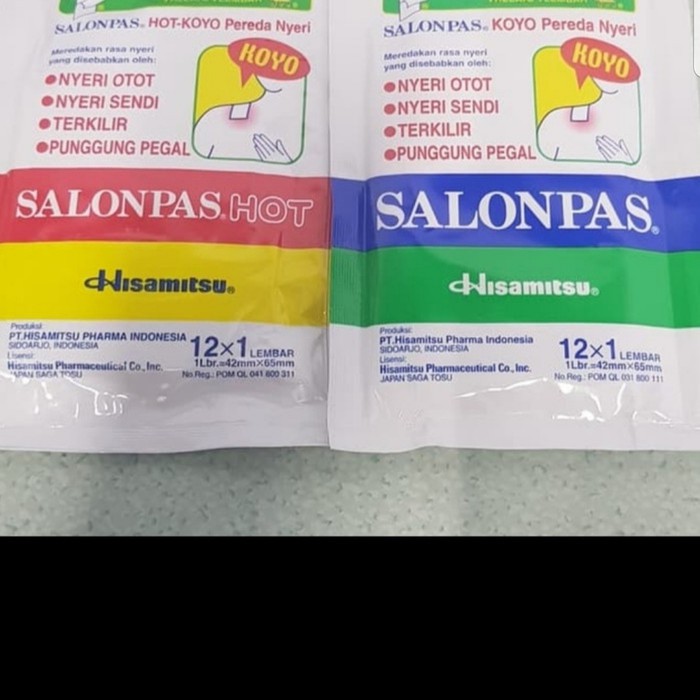 SALONPAS® HOT-KOYO Pereda Nyeri
Meredakan rasa nyeri
yang disebabkan oleh:
KOYO
●NYERI OTOT
●NYERI SENDI
●TERKILIR
●PUNGGUNG PEGAL
SALONPAS® HOT
Hisamitsu®
Produksi:
PT.HISAMITSU PHARMA INDONESIA
SIDOARJO, INDONESIA
Lisensi:
Hisamitsu Pharmaceutical Co., Inc.
JAPAN SAGA TOSU
12×1 LEMBAR
1Lbr.=42mm×65mm
No.Reg.: POM QL 041 600 311
SALONPAS® KOYO Pereda Nyeri
Meredakan rasa nyeri
yang disebabkan oleh:
KOYO
●NYERI OTOT
●NYERI SENDI
●TERKILIR
●PUNGGUNG PEGAL
SALONPAS®
Hisamitsu®
Produksi:
PT.Hisamitsu Pharma Indonesia
SIDOARJO, INDONESIA
Lisensi:
Hisamitsu Pharmaceutical Co., Inc.
JAPAN SAGA TOSU
12×1 LEMBAR
1Lbr.=42mm×65mm
No.Reg.: POM QL 031 600 111